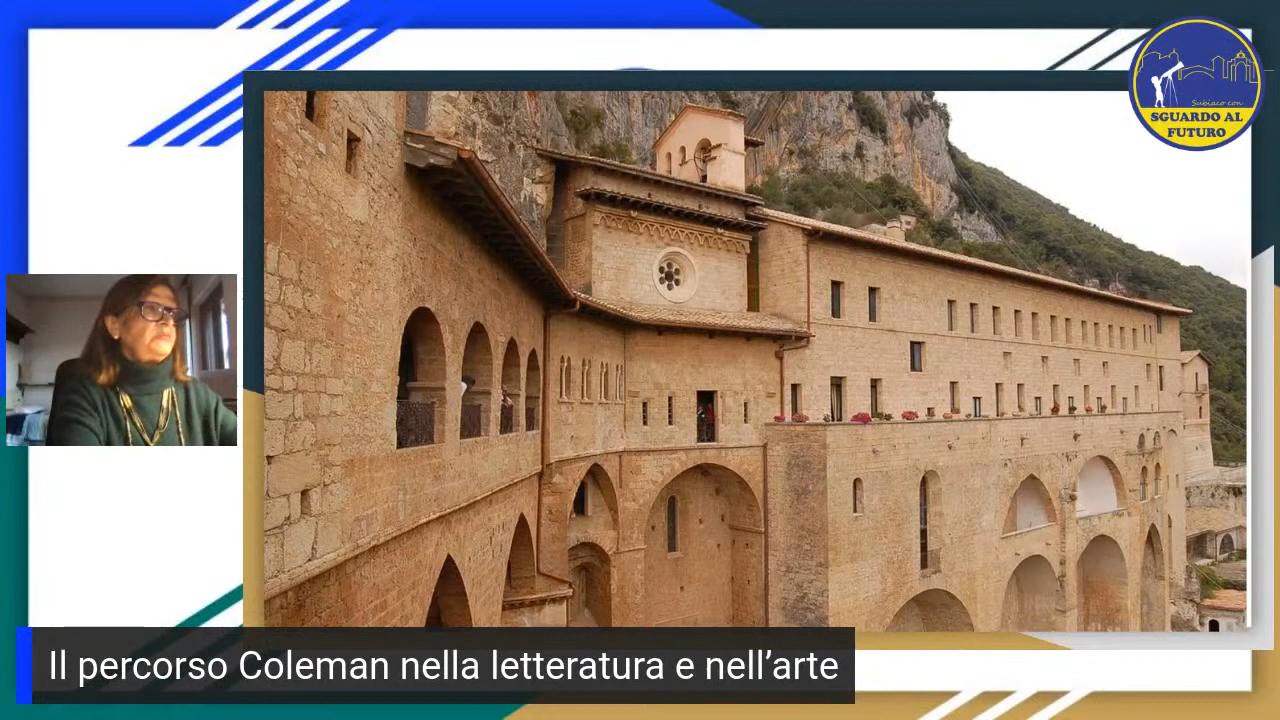 Subiaco con
SGUARDO AL
FUTURO
Il percorso Coleman nella letteratura e nell’arte